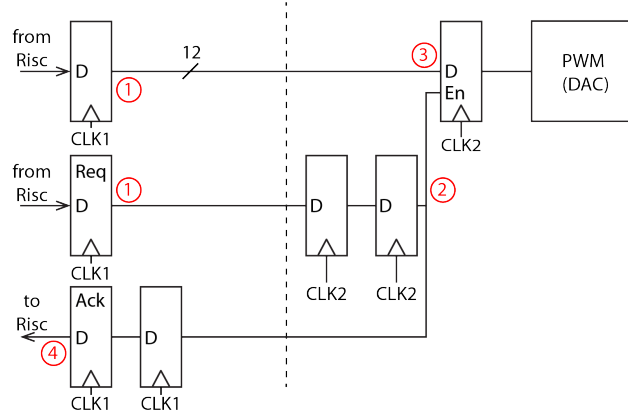 from
Risc
D
1
CLK1
12
3
D
En
CLK2
PWM
(DAC)
from
Risc
Req
D
1
CLK1
D
CLK2
D
CLK2
2
to
Risc
4
Ack
D
CLK1
D
CLK1